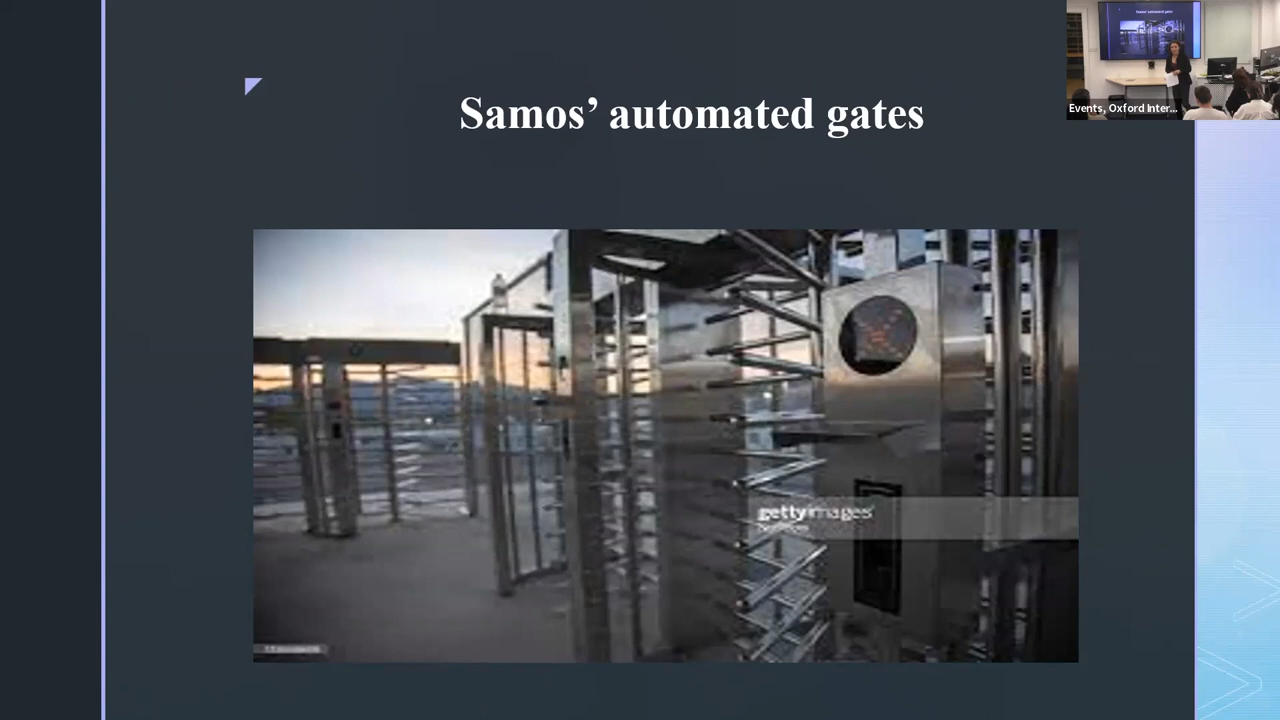 Samos’ automated gates
Events, Oxford Inter...
gettyimages